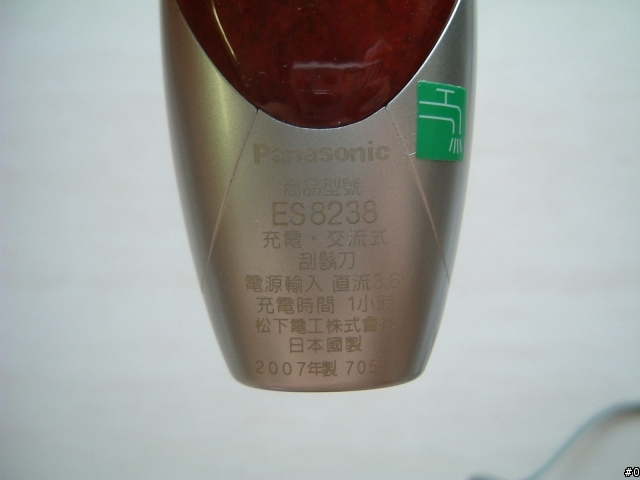 Panasonic
商品型號
ES8238
充電・交流式
刮鬍刀
電源輸入 直流3.6
充電時間 1小時
松下電工株式會社
日本國製
2007年製 705
#0